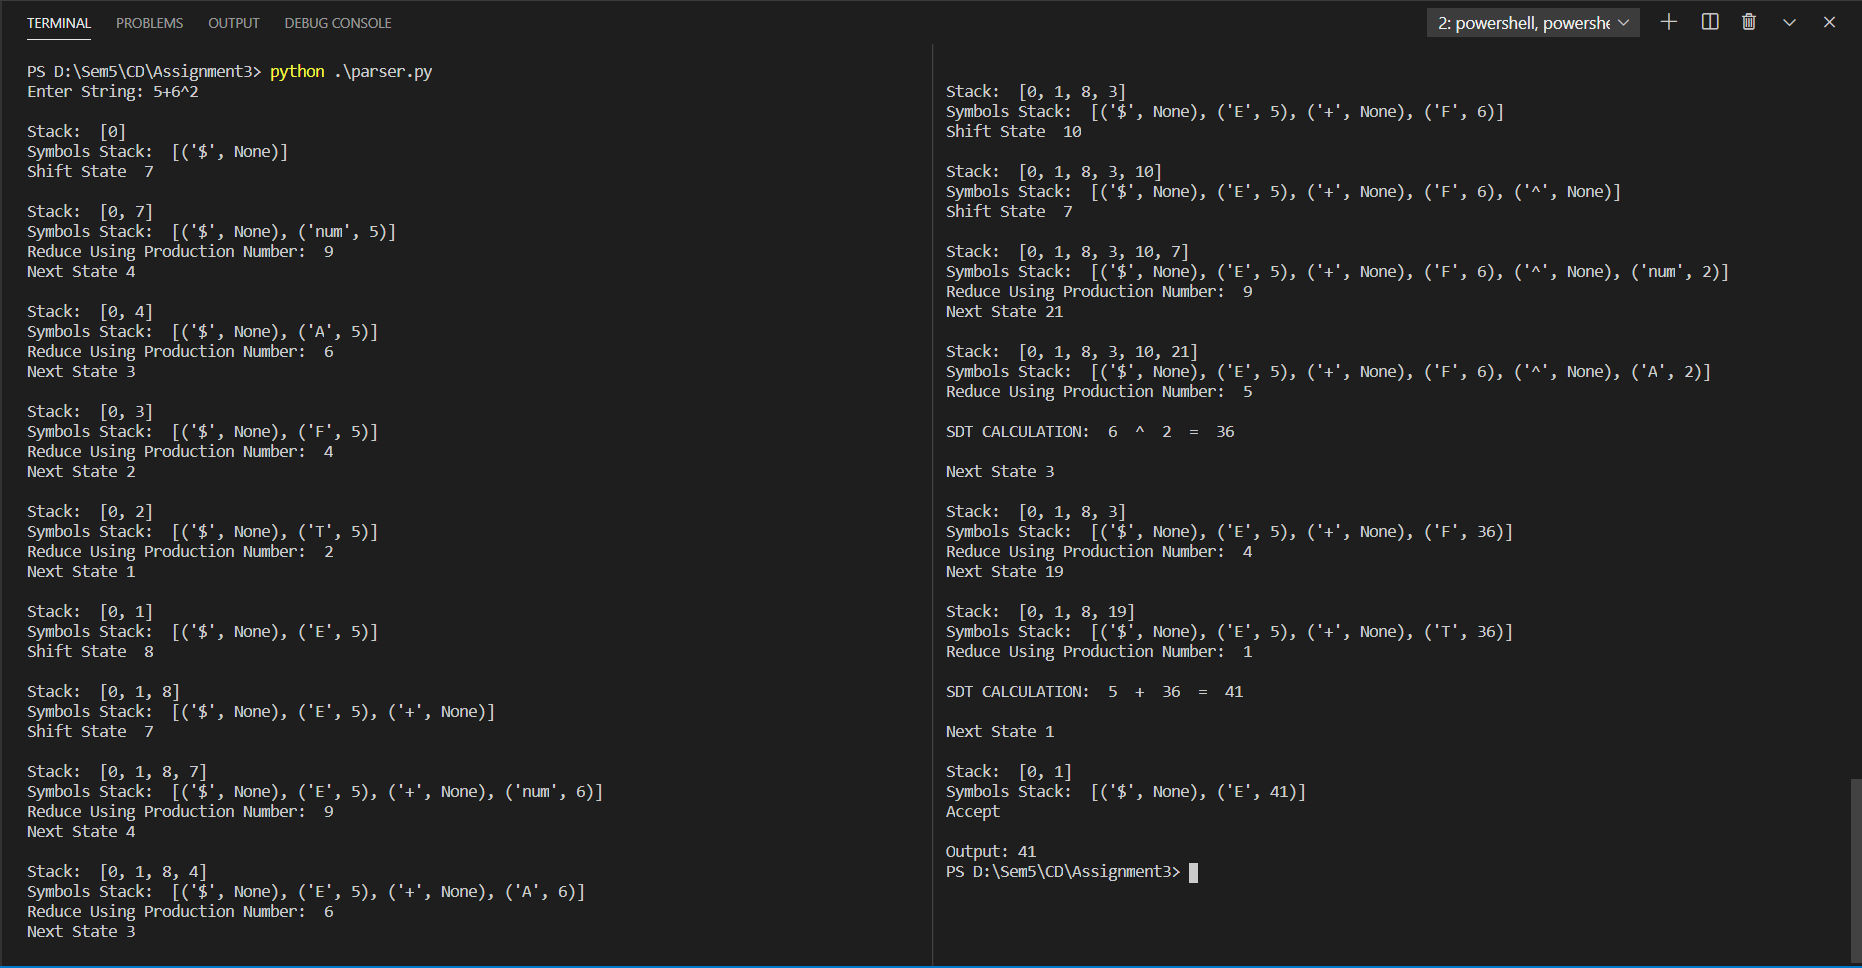 TERMINAL PROBLEMS OUTPUT DEBUG CONSOLE
2: powershell, powershe
PS D:\Sem5\CD\Assignment3> python .\parser.py
Enter String: 5+6^2
Stack:  [0]
Symbols Stack:  [('$', None)]
Shift State  7
Stack:  [0, 7]
Symbols Stack:  [('$', None), ('num', 5)]
Reduce Using Production Number:  9
Next State 4
Stack:  [0, 4]
Symbols Stack:  [('$', None), ('A', 5)]
Reduce Using Production Number:  6
Next State 3
Stack:  [0, 3]
Symbols Stack:  [('$', None), ('F', 5)]
Reduce Using Production Number:  4
Next State 2
Stack:  [0, 2]
Symbols Stack:  [('$', None), ('T', 5)]
Reduce Using Production Number:  2
Next State 1
Stack:  [0, 1]
Symbols Stack:  [('$', None), ('E', 5)]
Shift State  8
Stack:  [0, 1, 8]
Symbols Stack:  [('$', None), ('E', 5), ('+', None)]
Shift State  7
Stack:  [0, 1, 8, 7]
Symbols Stack:  [('$', None), ('E', 5), ('+', None), ('num', 6)]
Reduce Using Production Number:  9
Next State 4
Stack:  [0, 1, 8, 4]
Symbols Stack:  [('$', None), ('E', 5), ('+', None), ('A', 6)]
Reduce Using Production Number:  6
Next State 3
Stack:  [0, 1, 8, 3]
Symbols Stack:  [('$', None), ('E', 5), ('+', None), ('F', 6)]
Shift State  10
Stack:  [0, 1, 8, 3, 10]
Symbols Stack:  [('$', None), ('E', 5), ('+', None), ('F', 6), ('^', None)]
Shift State  7
Stack:  [0, 1, 8, 3, 10, 7]
Symbols Stack:  [('$', None), ('E', 5), ('+', None), ('F', 6), ('^', None), ('num', 2)]
Reduce Using Production Number:  9
Next State 21
Stack:  [0, 1, 8, 3, 10, 21]
Symbols Stack:  [('$', None), ('E', 5), ('+', None), ('F', 6), ('^', None), ('A', 2)]
Reduce Using Production Number:  5
SDT CALCULATION:  6  ^  2  =  36
Next State 3
Stack:  [0, 1, 8, 3]
Symbols Stack:  [('$', None), ('E', 5), ('+', None), ('F', 36)]
Reduce Using Production Number:  4
Next State 19
Stack:  [0, 1, 8, 19]
Symbols Stack:  [('$', None), ('E', 5), ('+', None), ('T', 36)]
Reduce Using Production Number:  1
SDT CALCULATION:  5  +  36  =  41
Next State 1
Stack:  [0, 1]
Symbols Stack:  [('$', None), ('E', 41)]
Accept
Output: 41
PS D:\Sem5\CD\Assignment3>